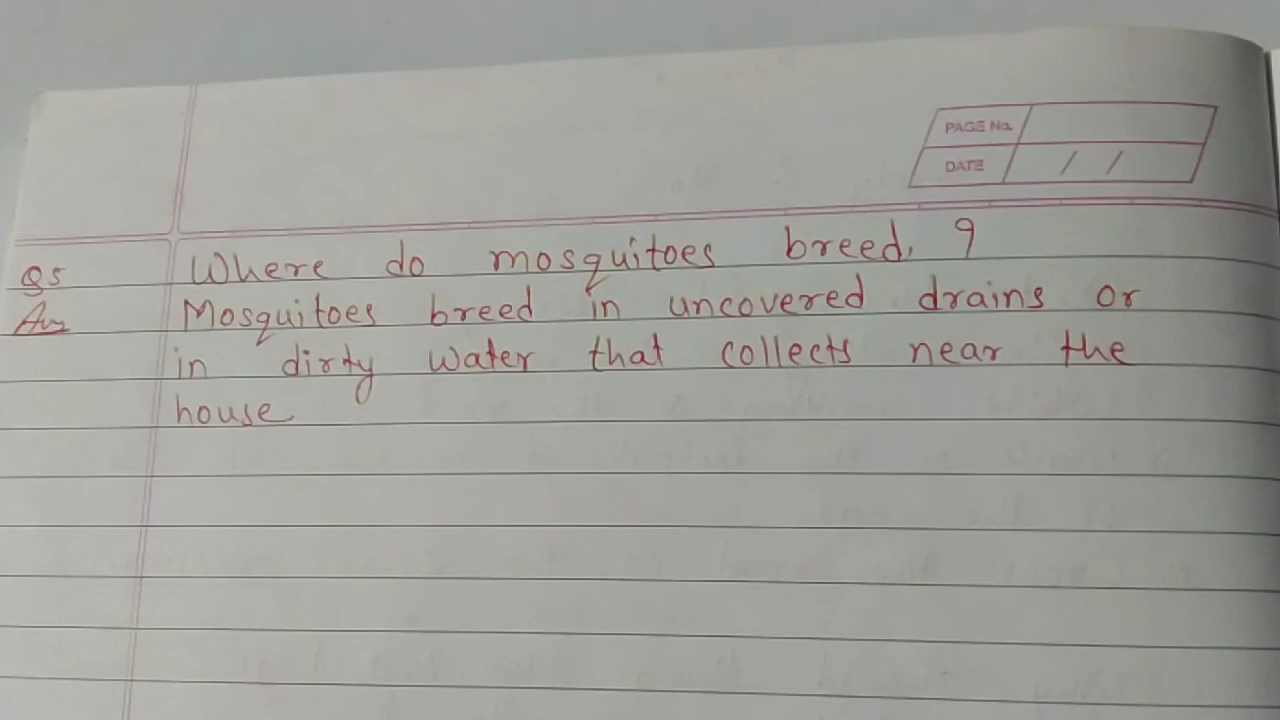 PAGE No.
DATE / /
Q5 Where do mosquitoes breed. ?
Ans Mosquitoes breed in uncovered drains or
in dirty water that collects near the
house